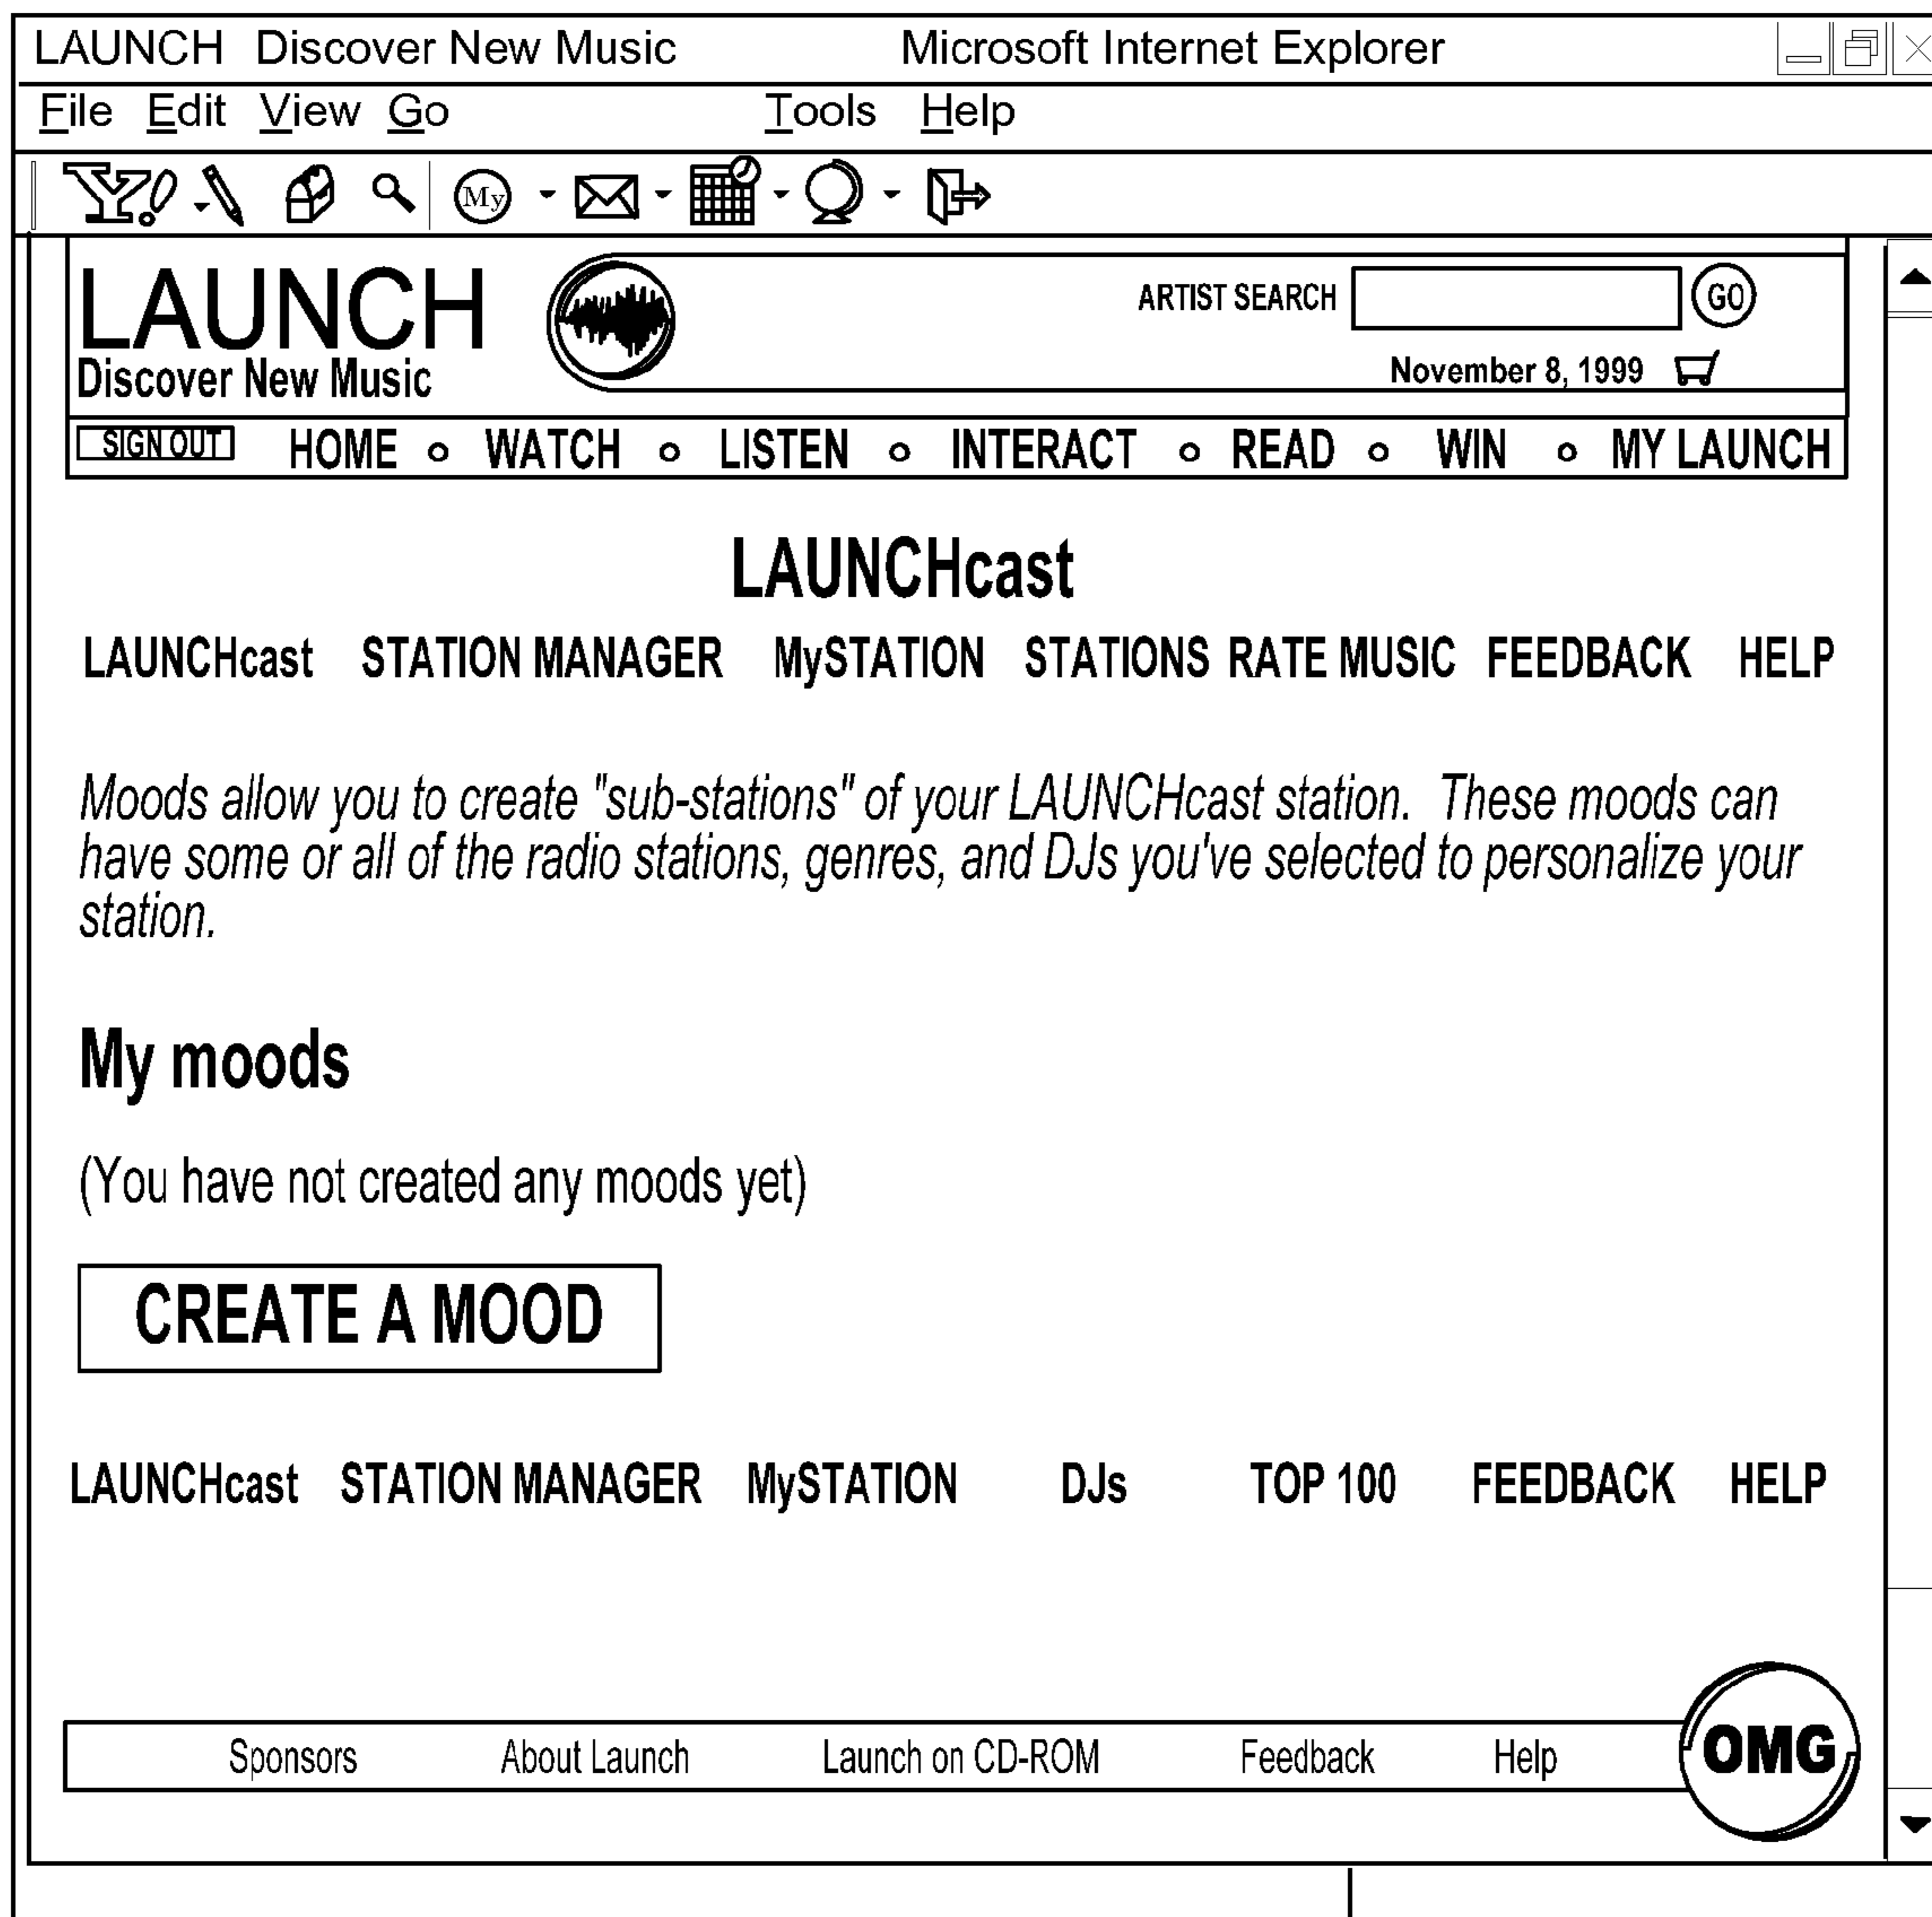 LAUNCH Discover New Music Microsoft Internet Explorer
File Edit View Go Tools Help
Y! My
LAUNCH
Discover New Music
ARTIST SEARCH GO
November 8, 1999
SIGN OUT HOME o WATCH o LISTEN o INTERACT o READ o WIN o MY LAUNCH
LAUNCHcast
LAUNCHcast STATION MANAGER MySTATION STATIONS RATE MUSIC FEEDBACK HELP
Moods allow you to create "sub-stations" of your LAUNCHcast station. These moods can
have some or all of the radio stations, genres, and DJs you've selected to personalize your
station.
My moods
(You have not created any moods yet)
CREATE A MOOD
LAUNCHcast STATION MANAGER MySTATION DJs TOP 100 FEEDBACK HELP
Sponsors About Launch Launch on CD-ROM Feedback Help OMG